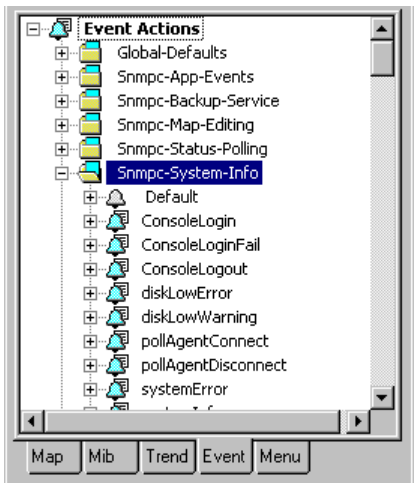 Event Actions
Global-Defaults
Snmpc-App-Events
Snmpc-Backup-Service
Snmpc-Map-Editing
Snmpc-Status-Polling
Snmpc-System-Info
Default
ConsoleLogin
ConsoleLoginFail
ConsoleLogout
diskLowError
diskLowWarning
pollAgentConnect
pollAgentDisconnect
systemError
Map Mib Trend Event Menu